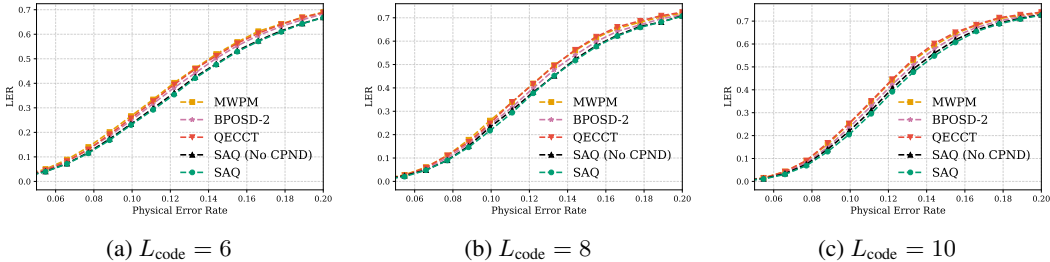 0.7
0.6
0.5
0.4
0.3
0.2
0.1
0.0
LER
0.06 0.08 0.10 0.12 0.14 0.16 0.18 0.20
Physical Error Rate
MWPM
BPOSD-2
QECCT
SAQ (No CPND)
SAQ
(a) L_code = 6
0.7
0.6
0.5
0.4
0.3
0.2
0.1
0.0
LER
0.06 0.08 0.10 0.12 0.14 0.16 0.18 0.20
Physical Error Rate
MWPM
BPOSD-2
QECCT
SAQ (No CPND)
SAQ
(b) L_code = 8
0.7
0.6
0.5
0.4
0.3
0.2
0.1
0.0
LER
0.06 0.08 0.10 0.12 0.14 0.16 0.18 0.20
Physical Error Rate
MWPM
BPOSD-2
QECCT
SAQ (No CPND)
SAQ
(c) L_code = 10